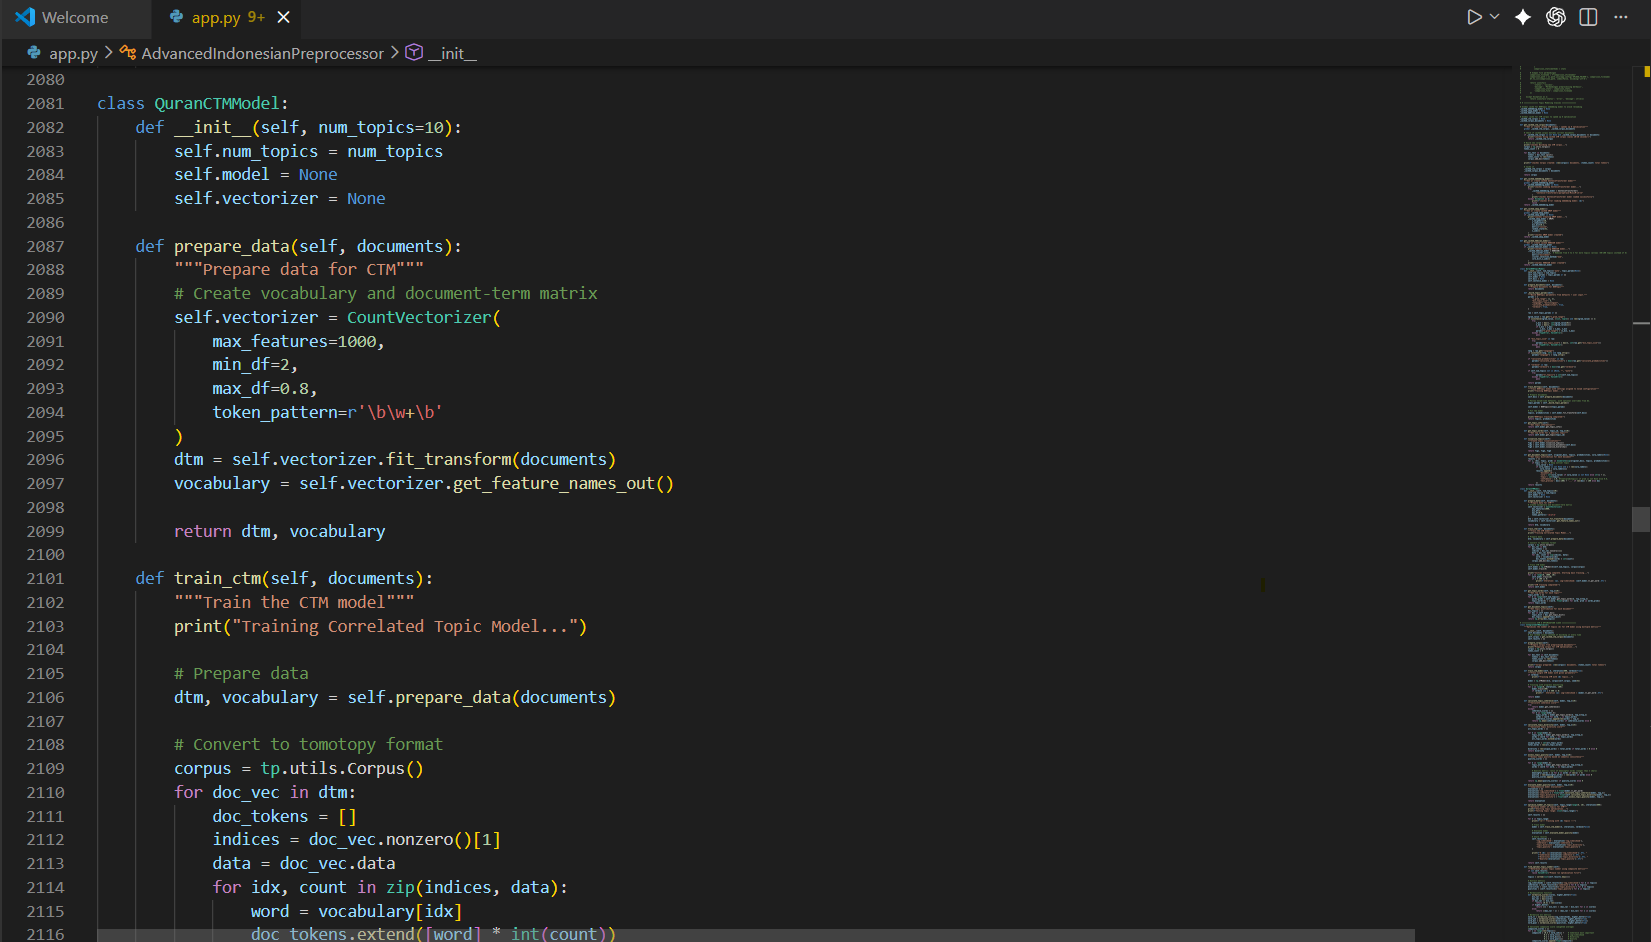 Welcome
app.py 9+
app.py > AdvancedIndonesianPreprocessor > __init__
2080
2081 class QuranCTMModel:
2082     def __init__(self, num_topics=10):
2083         self.num_topics = num_topics
2084         self.model = None
2085         self.vectorizer = None
2086
2087     def prepare_data(self, documents):
2088         """Prepare data for CTM"""
2089         # Create vocabulary and document-term matrix
2090         self.vectorizer = CountVectorizer(
2091             max_features=1000,
2092             min_df=2,
2093             max_df=0.8,
2094             token_pattern=r'\b\w+\b'
2095         )
2096         dtm = self.vectorizer.fit_transform(documents)
2097         vocabulary = self.vectorizer.get_feature_names_out()
2098
2099         return dtm, vocabulary
2100
2101     def train_ctm(self, documents):
2102         """Train the CTM model"""
2103         print("Training Correlated Topic Model...")
2104
2105         # Prepare data
2106         dtm, vocabulary = self.prepare_data(documents)
2107
2108         # Convert to tomotopy format
2109         corpus = tp.utils.Corpus()
2110         for doc_vec in dtm:
2111             doc_tokens = []
2112             indices = doc_vec.nonzero()[1]
2113             data = doc_vec.data
2114             for idx, count in zip(indices, data):
2115                 word = vocabulary[idx]
2116                 doc_tokens.extend([word] * int(count))